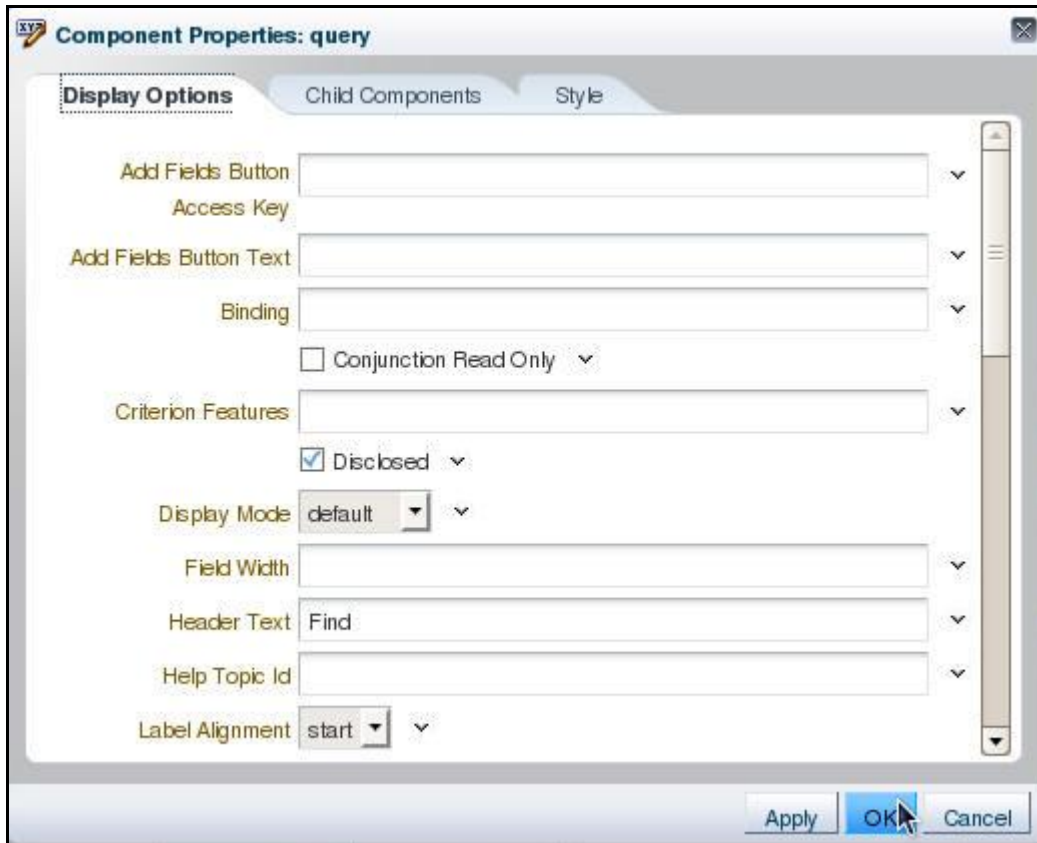 XYZ
Component Properties: query
Display Options Child Components Style
Add Fields Button
Access Key
Add Fields Button Text
Binding
Conjunction Read Only
Criterion Features
Disclosed
Display Mode default
Field Width
Header Text Find
Help Topic Id
Label Alignment start
Apply OK Cancel